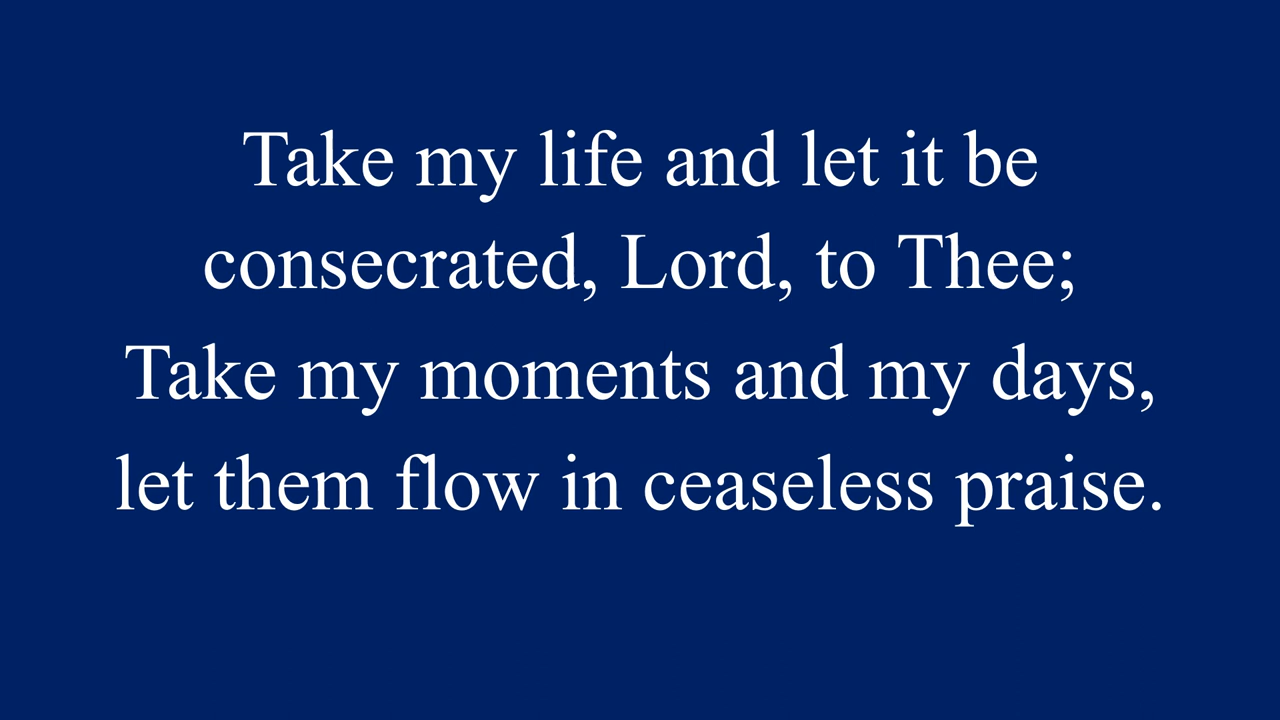 Take my life and let it be
consecrated, Lord, to Thee;
Take my moments and my days,
let them flow in ceaseless praise.